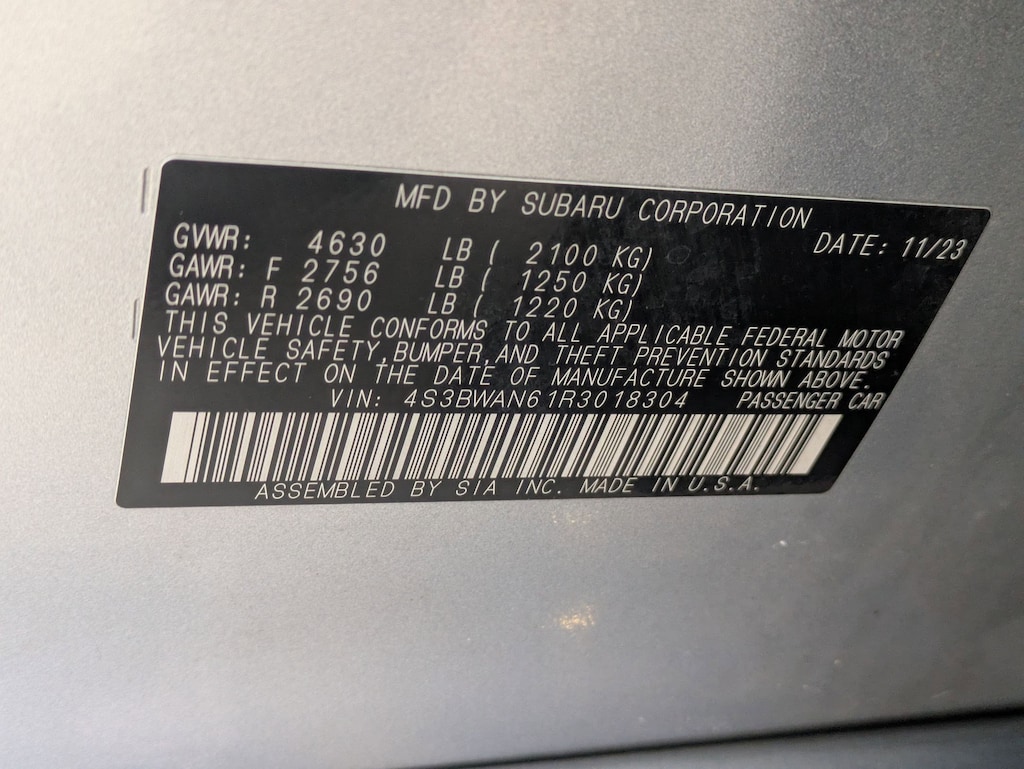 MFD BY SUBARU CORPORATION
GVWR: 4630 LB ( 2100 KG) DATE: 11/23
GAWR: F 2756 LB ( 1250 KG)
GAWR: R 2690 LB ( 1220 KG)
THIS VEHICLE CONFORMS TO ALL APPLICABLE FEDERAL MOTOR
VEHICLE SAFETY, BUMPER, AND THEFT PREVENTION STANDARDS
IN EFFECT ON THE DATE OF MANUFACTURE SHOWN ABOVE.
VIN: 4S3BWAN61R3018304 PASSENGER CAR
ASSEMBLED BY SIA INC. MADE IN U.S.A.